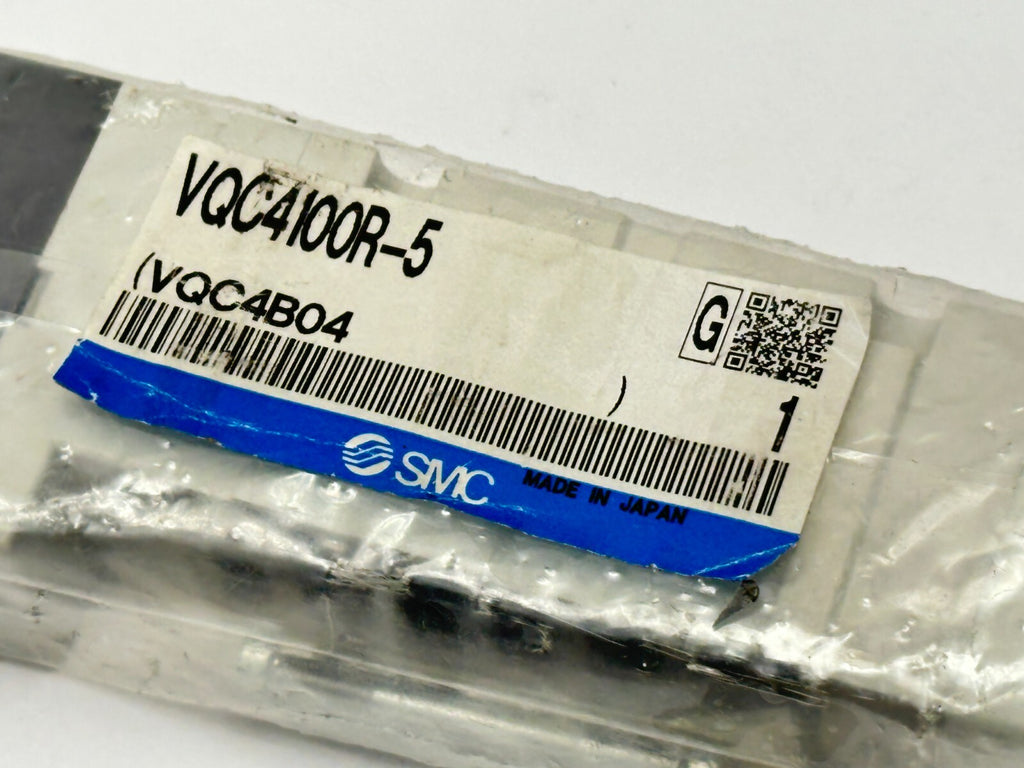 VQC4100R-5
(VQC4B04 )
G
1
SMC
MADE IN JAPAN